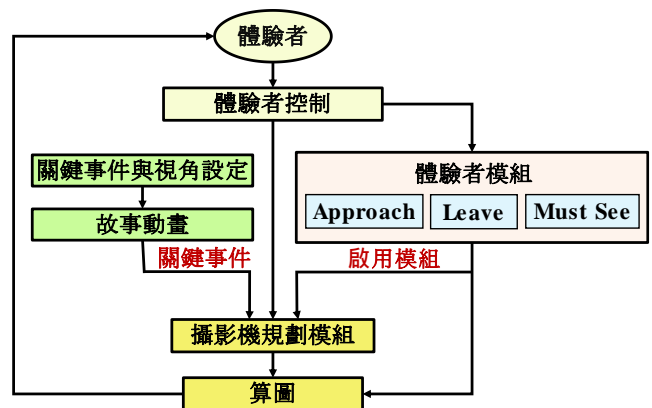 體驗者
體驗者控制
關鍵事件與視角設定
故事動畫
體驗者模組
Approach
Leave
Must See
關鍵事件
啟用模組
攝影機規劃模組
算圖